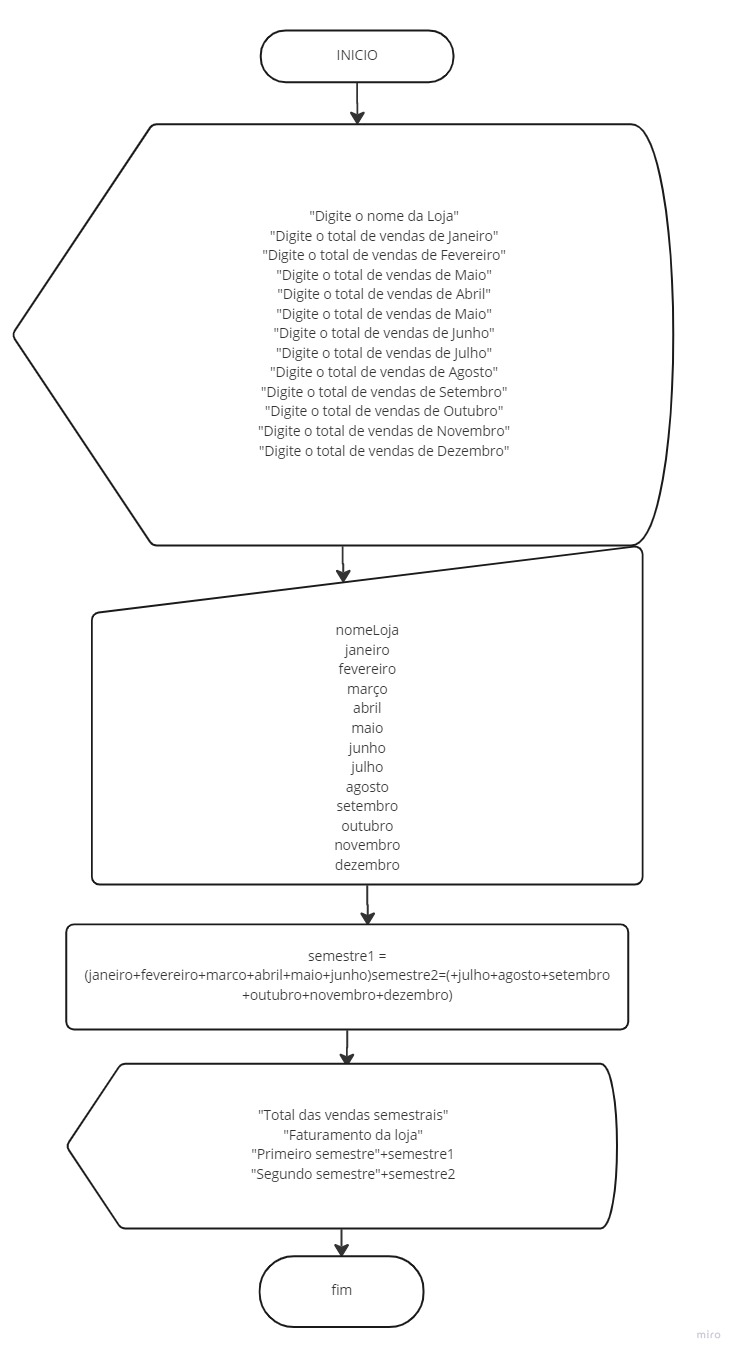 INICIO
"Digite o nome da Loja"
"Digite o total de vendas de Janeiro"
"Digite o total de vendas de Fevereiro"
"Digite o total de vendas de Maio"
"Digite o total de vendas de Abril"
"Digite o total de vendas de Maio"
"Digite o total de vendas de Junho"
"Digite o total de vendas de Julho"
"Digite o total de vendas de Agosto"
"Digite o total de vendas de Setembro"
"Digite o total de vendas de Outubro"
"Digite o total de vendas de Novembro"
"Digite o total de vendas de Dezembro"
nomeLoja
janeiro
fevereiro
março
abril
maio
junho
julho
agosto
setembro
outubro
novembro
dezembro
semestre1 =
(janeiro+fevereiro+marco+abril+maio+junho)semestre2=(+julho+agosto+setembro
+outubro+novembro+dezembro)
"Total das vendas semestrais"
"Faturamento da loja"
"Primeiro semestre"+semestre1
"Segundo semestre"+semestre2
fim
miro